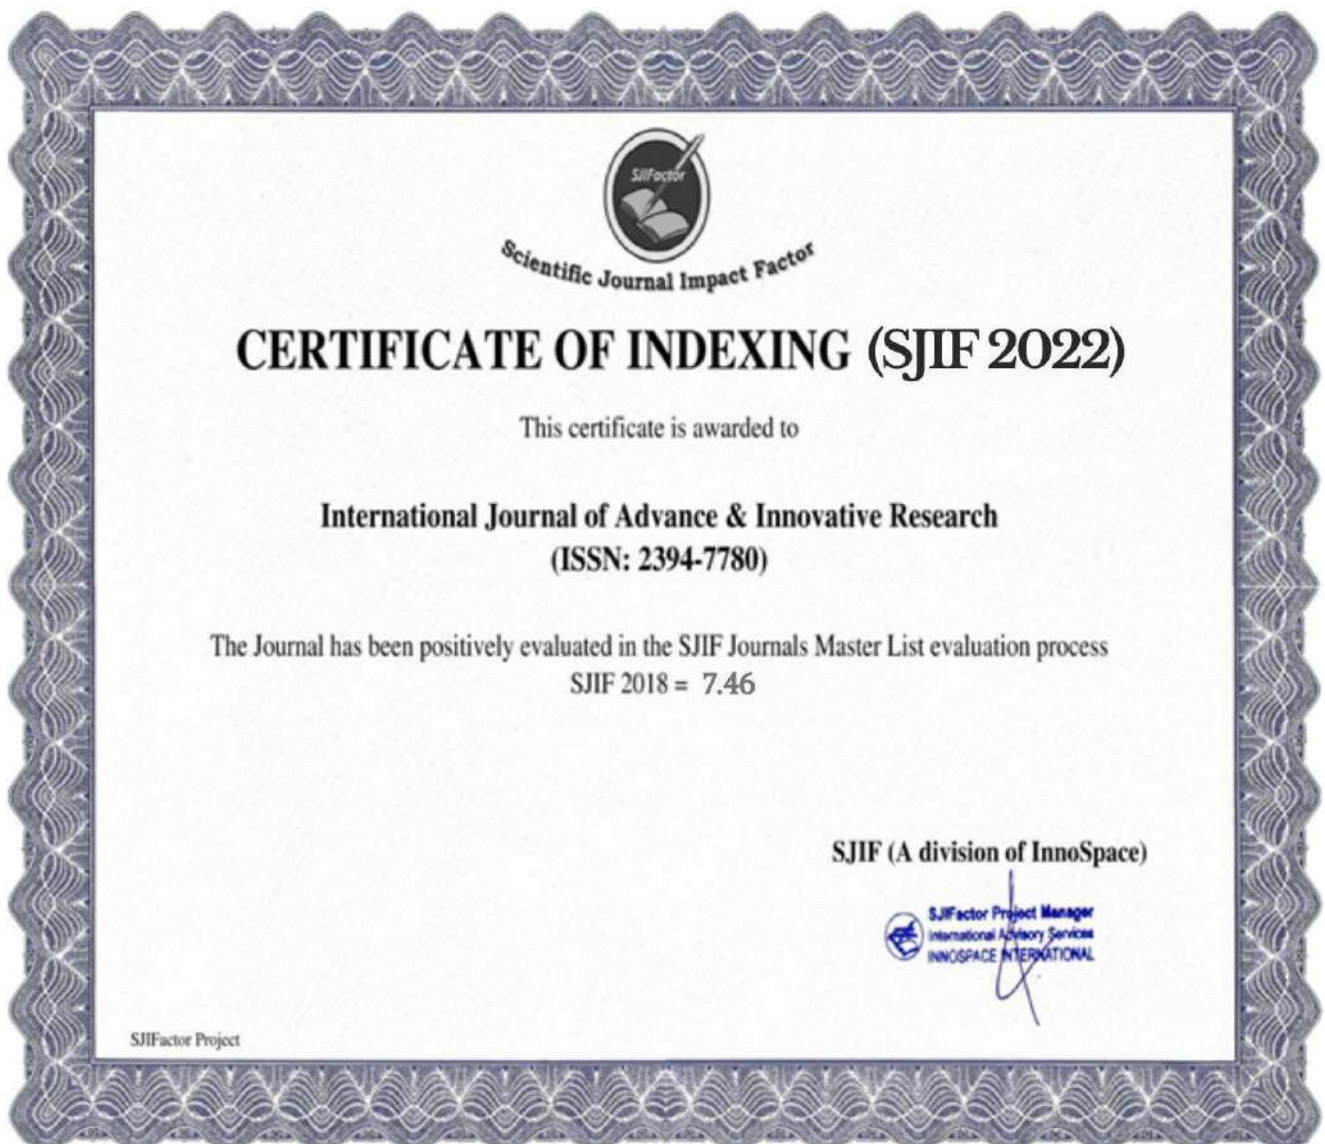 SJIFactor
Scientific Journal Impact Factor
CERTIFICATE OF INDEXING (SJIF 2022)
This certificate is awarded to
International Journal of Advance & Innovative Research
(ISSN: 2394-7780)
The Journal has been positively evaluated in the SJIF Journals Master List evaluation process
SJIF 2018 = 7.46
SJIF (A division of InnoSpace)
SJIFactor Project Manager
International Advisory Services
INNOSPACE INTERNATIONAL
SJIFactor Project